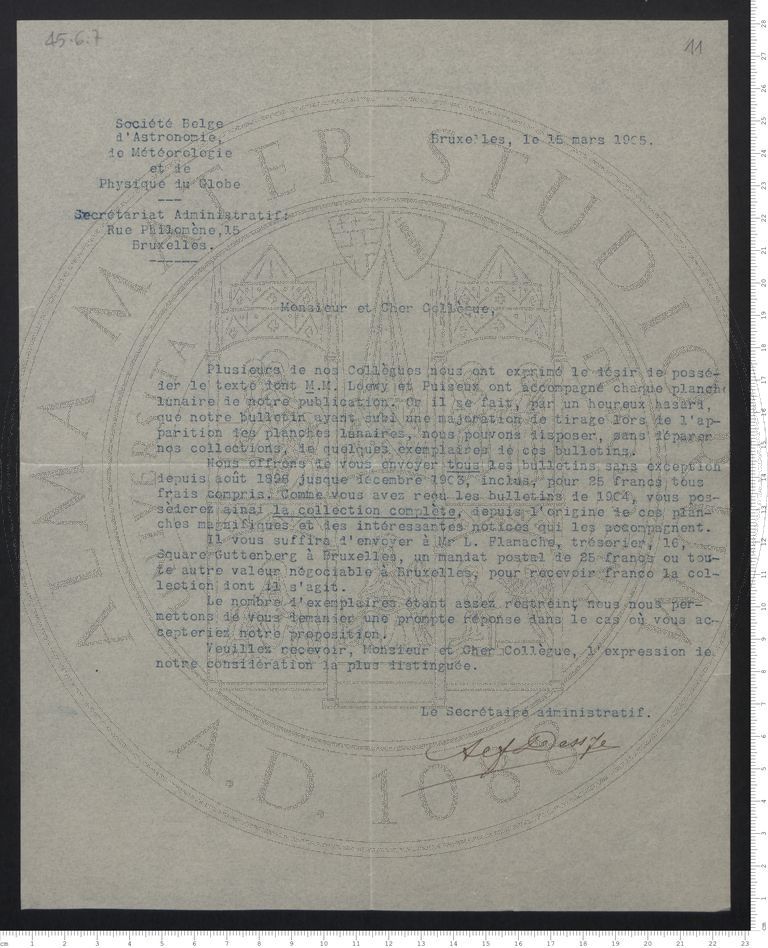 45.6.7
11
Société Belge
d'Astronomie,
de Météorologie
et de
Physique du Globe
Bruxelles, le 15 mars 1905.
Secrétariat Administratif:
Rue Philomène,15
Bruxelles.
Monsieur et Cher Collègue,
Plusieurs de nos Collègues nous ont exprimé le désir de possé-
der le texte dont M.M. Loewy et Puiseux ont accompagné chaque planche
lunaire de notre publication. Or il se fait, par un heureux hasard,
que notre bulletin ayant subi une majoration de tirage lors de l'ap-
parition des planches lunaires, nous pouvons disposer, sans déparer
nos collections, de quelques exemplaires de ces bulletins.
Nous offrons de vous envoyer tous les bulletins sans exception
depuis août 1898 jusque décembre 1903, inclus, pour 25 francs tous
frais compris. Comme vous avez reçu les bulletins de 1904, vous pos-
séderez ainsi la collection complète, depuis l'origine de ces plan-
ches magnifiques et des intéressantes notices qui les accompagnent.
Il vous suffira d'envoyer à Mr L. Flamache, trésorier, 16,
Square Guttenberg à Bruxelles, un mandat postal de 25 francs ou tou-
te autre valeur négociable à Bruxelles, pour recevoir franco la col-
lection dont il s'agit.
Le nombre d'exemplaires étant assez restreint nous nous per-
mettons de vous demander une prompte réponse dans le cas où vous ac-
cepteriez notre proposition.
Veuillez recevoir, Monsieur et Cher Collègue, l'expression de
notre considération la plus distinguée.
Le Secrétaire administratif.
ALMA MATER STUDIORUM
A.D. 1088